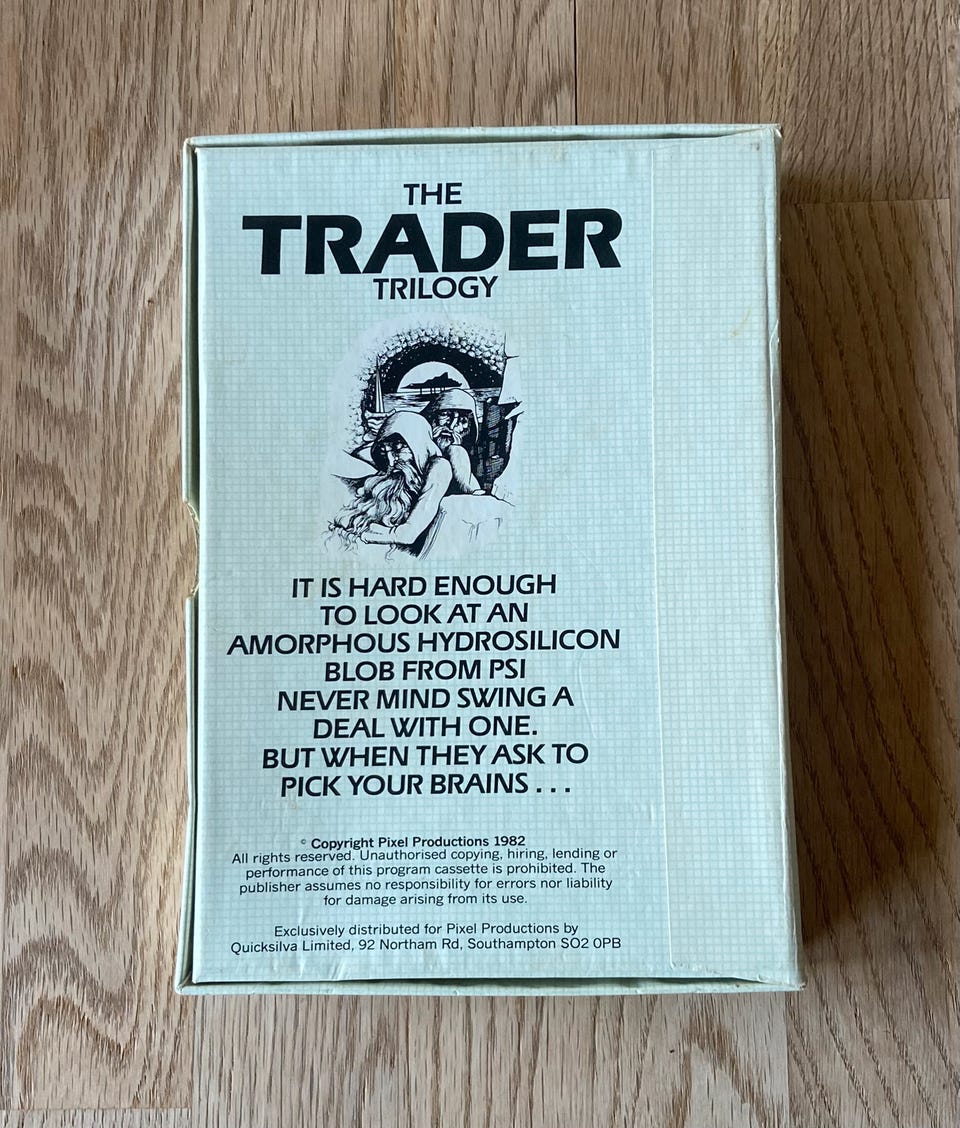 THE
TRADER
TRILOGY
IT IS HARD ENOUGH
TO LOOK AT AN
AMORPHOUS HYDROSILICON
BLOB FROM PSI
NEVER MIND SWING A
DEAL WITH ONE.
BUT WHEN THEY ASK TO
PICK YOUR BRAINS . . .
© Copyright Pixel Productions 1982
All rights reserved. Unauthorised copying, hiring, lending or
performance of this program cassette is prohibited. The
publisher assumes no responsibility for errors nor liability
for damage arising from its use.
Exclusively distributed for Pixel Productions by
Quicksilva Limited, 92 Northam Rd, Southampton SO2 0PB